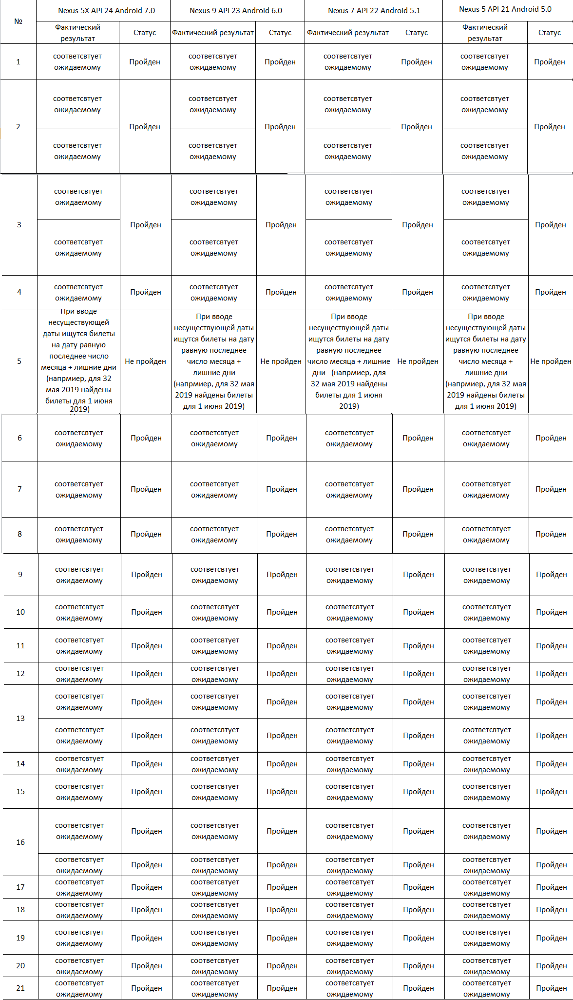 № Nexus 5X API 24 Android 7.0 Nexus 9 API 23 Android 6.0 Nexus 7 API 22 Android 5.1 Nexus 5 API 21 Android 5.0
Фактический
результат
Статус
Фактический результат
Статус
Фактический результат
Статус
Фактический
результат
Статус
соответсвтует соответсвтует соответсвтует соответсвтует
1 Пройден Пройден Пройден Пройден
ожидаемому ожидаемому ожидаемому ожидаемому
соответсвтует соответсвтует соответсвтует соответсвтует
ожидаемому ожидаемому ожидаемому ожидаемому
2 Пройден Пройден Пройден Пройден
соответсвтует соответсвтует соответсвтует соответсвтует
ожидаемому ожидаемому ожидаемому ожидаемому
соответсвтует соответсвтует соответсвтует соответсвтует
ожидаемому ожидаемому ожидаемому ожидаемому
3 Пройден Пройден Пройден Пройден
соответсвтует соответсвтует соответсвтует соответсвтует
ожидаемому ожидаемому ожидаемому ожидаемому
соответсвтует соответсвтует соответсвтует соответсвтует
4 Пройден Пройден Пройден Пройден
ожидаемому ожидаемому ожидаемому ожидаемому
5
При вводе
несуществующей
даты ищутся билеты
на дату равную
последнее число
месяца + лишние дни
(напрмиер, для 32
мая 2019 найдены
билеты для 1 июня
2019)
Не пройден
При вводе
несуществующей даты
ищутся билеты на дату
равную последнее
число месяца +
лишние дни
(напрмиер, для 32 мая
2019 найдены билеты
для 1 июня 2019)
Не пройден
При вводе
несуществующей даты
ищутся билеты на дату
равную последнее
число месяца + лишние
дни (напрмиер, для
32 мая 2019 найдены
билеты для 1 июня
2019)
Не пройден
При вводе
несуществующей даты
ищутся билеты на дату
равную последнее
число месяца +
лишние дни
(напрмиер, для 32 мая
2019 найдены билеты
для 1 июня 2019)
Не пройден
соответсвтует соответсвтует соответсвтует соответсвтует
6 Пройден Пройден Пройден Пройден
ожидаемому ожидаемому ожидаемому ожидаемому
соответсвтует соответсвтует соответсвтует соответсвтует
7 Пройден Пройден Пройден Пройден
ожидаемому ожидаемому ожидаемому ожидаемому
соответсвтует соответсвтует соответсвтует соответсвтует
8 Пройден Пройден Пройден Пройден
ожидаемому ожидаемому ожидаемому ожидаемому
соответсвтует соответсвтует соответсвтует соответсвтует
9 Пройден Пройден Пройден Пройден
ожидаемому ожидаемому ожидаемому ожидаемому
соответсвтует соответсвтует соответсвтует соответсвтует
10 Пройден Пройден Пройден Пройден
ожидаемому ожидаемому ожидаемому ожидаемому
соответсвтует соответсвтует соответсвтует соответсвтует
11 Пройден Пройден Пройден Пройден
ожидаемому ожидаемому ожидаемому ожидаемому
соответсвтует соответсвтует соответсвтует соответсвтует
12 Пройден Пройден Пройден Пройден
ожидаемому ожидаемому ожидаемому ожидаемому
соответсвтует соответсвтует соответсвтует соответсвтует
Пройден Пройден Пройден Пройден
ожидаемому ожидаемому ожидаемому ожидаемому
13
соответсвтует соответсвтует соответсвтует соответсвтует
Пройден Пройден Пройден Пройден
ожидаемому ожидаемому ожидаемому ожидаемому
соответсвтует соответсвтует соответсвтует соответсвтует
14 Пройден Пройден Пройден Пройден
ожидаемому ожидаемому ожидаемому ожидаемому
соответсвтует соответсвтует соответсвтует соответсвтует
15 Пройден Пройден Пройден Пройден
ожидаемому ожидаемому ожидаемому ожидаемому
соответсвтует соответсвтует соответсвтует соответсвтует
Пройден Пройден Пройден Пройден
ожидаемому ожидаемому ожидаемому ожидаемому
16
соответсвтует соответсвтует соответсвтует соответсвтует
Пройден Пройден Пройден Пройден
ожидаемому ожидаемому ожидаемому ожидаемому
соответсвтует соответсвтует соответсвтует соответсвтует
17 Пройден Пройден Пройден Пройден
ожидаемому ожидаемому ожидаемому ожидаемому
соответсвтует соответсвтует соответсвтует соответсвтует
18 Пройден Пройден Пройден Пройден
ожидаемому ожидаемому ожидаемому ожидаемому
соответсвтует соответсвтует соответсвтует соответсвтует
19 Пройден Пройден Пройден Пройден
ожидаемому ожидаемому ожидаемому ожидаемому
соответсвтует соответсвтует соответсвтует соответсвтует
20 Пройден Пройден Пройден Пройден
ожидаемому ожидаемому ожидаемому ожидаемому
соответсвтует соответсвтует соответсвтует соответсвтует
21 Пройден Пройден Пройден Пройден
ожидаемому ожидаемому ожидаемому ожидаемому